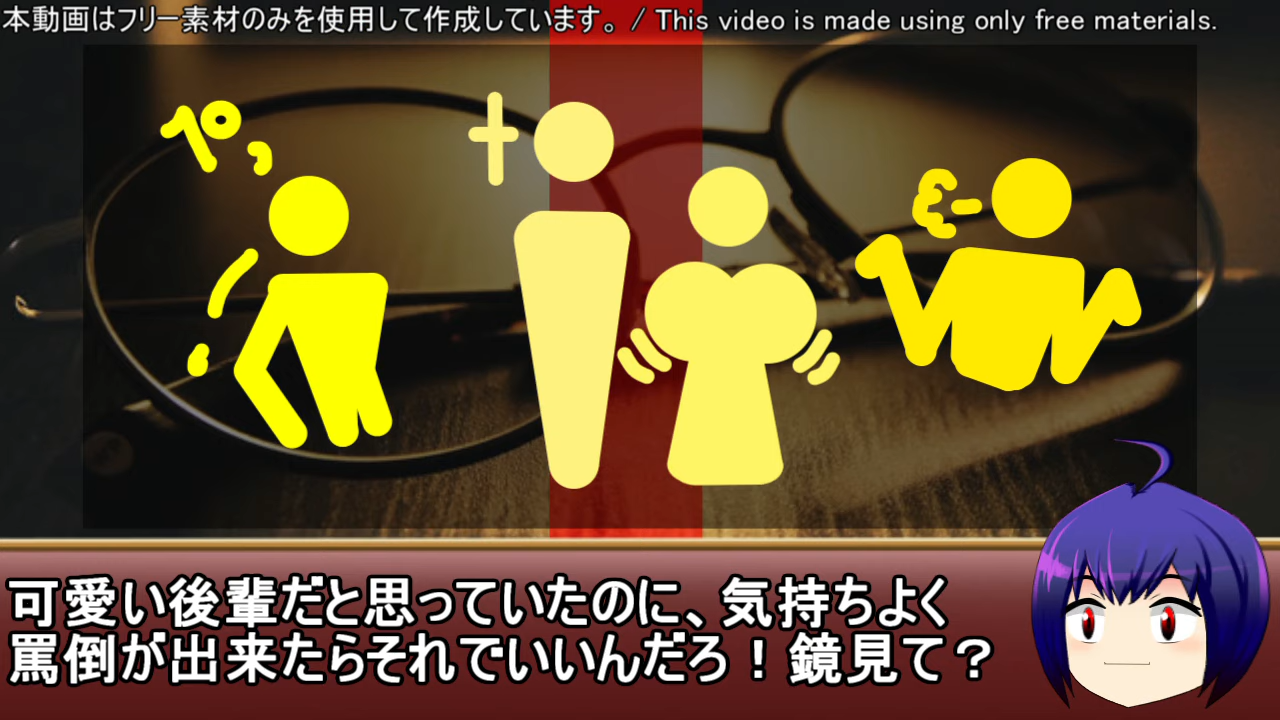 本動画はフリー素材のみを使用して作成しています。 / This video is made using only free materials.
ペこ
可愛い後輩だと思っていたのに、気持ちよく
罵倒が出来たらそれでいいんだろ！鏡見て？